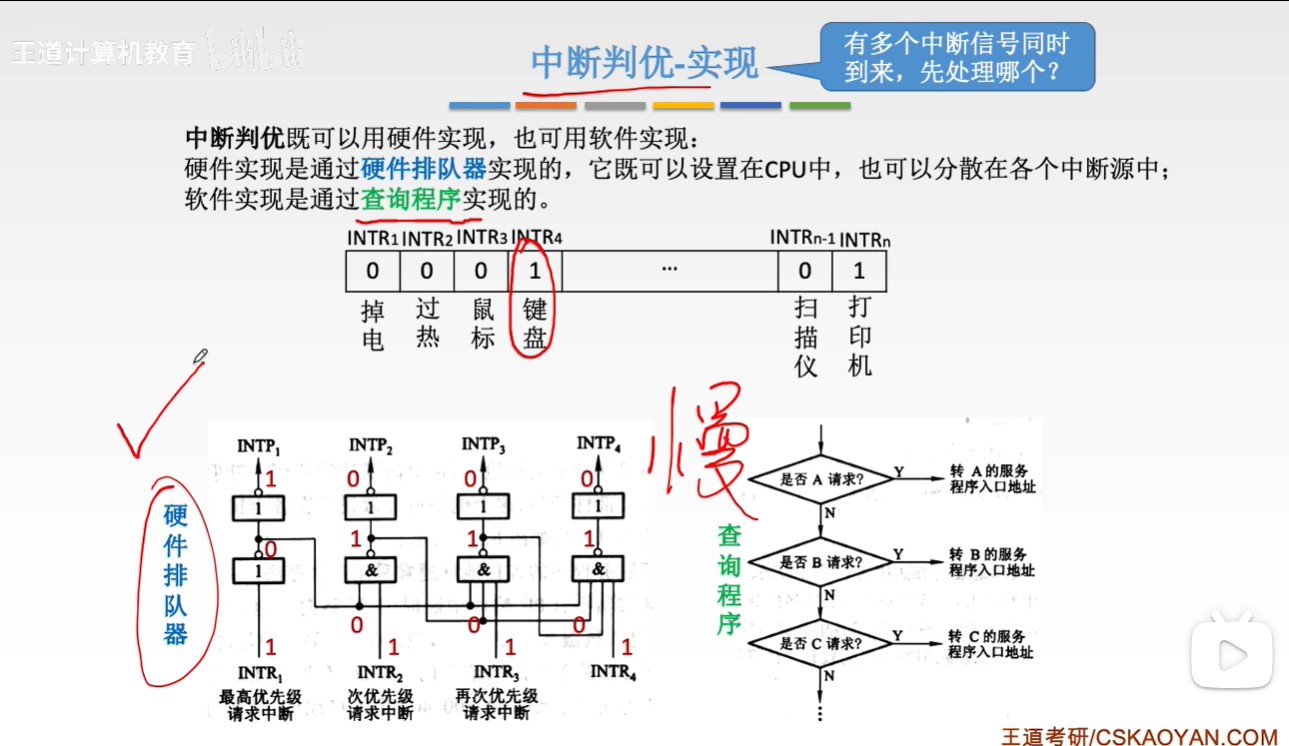 王道计算机教育 bilibili
中断判优-实现
有多个中断信号同时
到来，先处理哪个？
中断判优既可以用硬件实现，也可用软件实现：
硬件实现是通过硬件排队器实现的，它既可以设置在CPU中，也可以分散在各个中断源中；
软件实现是通过查询程序实现的。
INTR1 INTR2 INTR3 INTR4 INTRn-1 INTRn
0 0 0 1 ... 0 1
掉电 过热 鼠标 键盘 扫描仪 打印机
慢
硬件排队器
INTP₁ INTP₂ INTP₃ INTP₄
1 0 0 0
1 1 1 1
0 1 1 1
1 & & &
0 0 0
1 1 1 1
INTR₁ INTR₂ INTR₃ INTR₄
最高优先级 次优先级 再次优先级
请求中断 请求中断 请求中断
查询程序
是否 A 请求？ Y 转 A 的服务
程序入口地址
N
是否 B 请求？ Y 转 B 的服务
程序入口地址
N
是否 C 请求？ Y 转 C 的服务
程序入口地址
N
王道考研/CSKAOYAN.COM